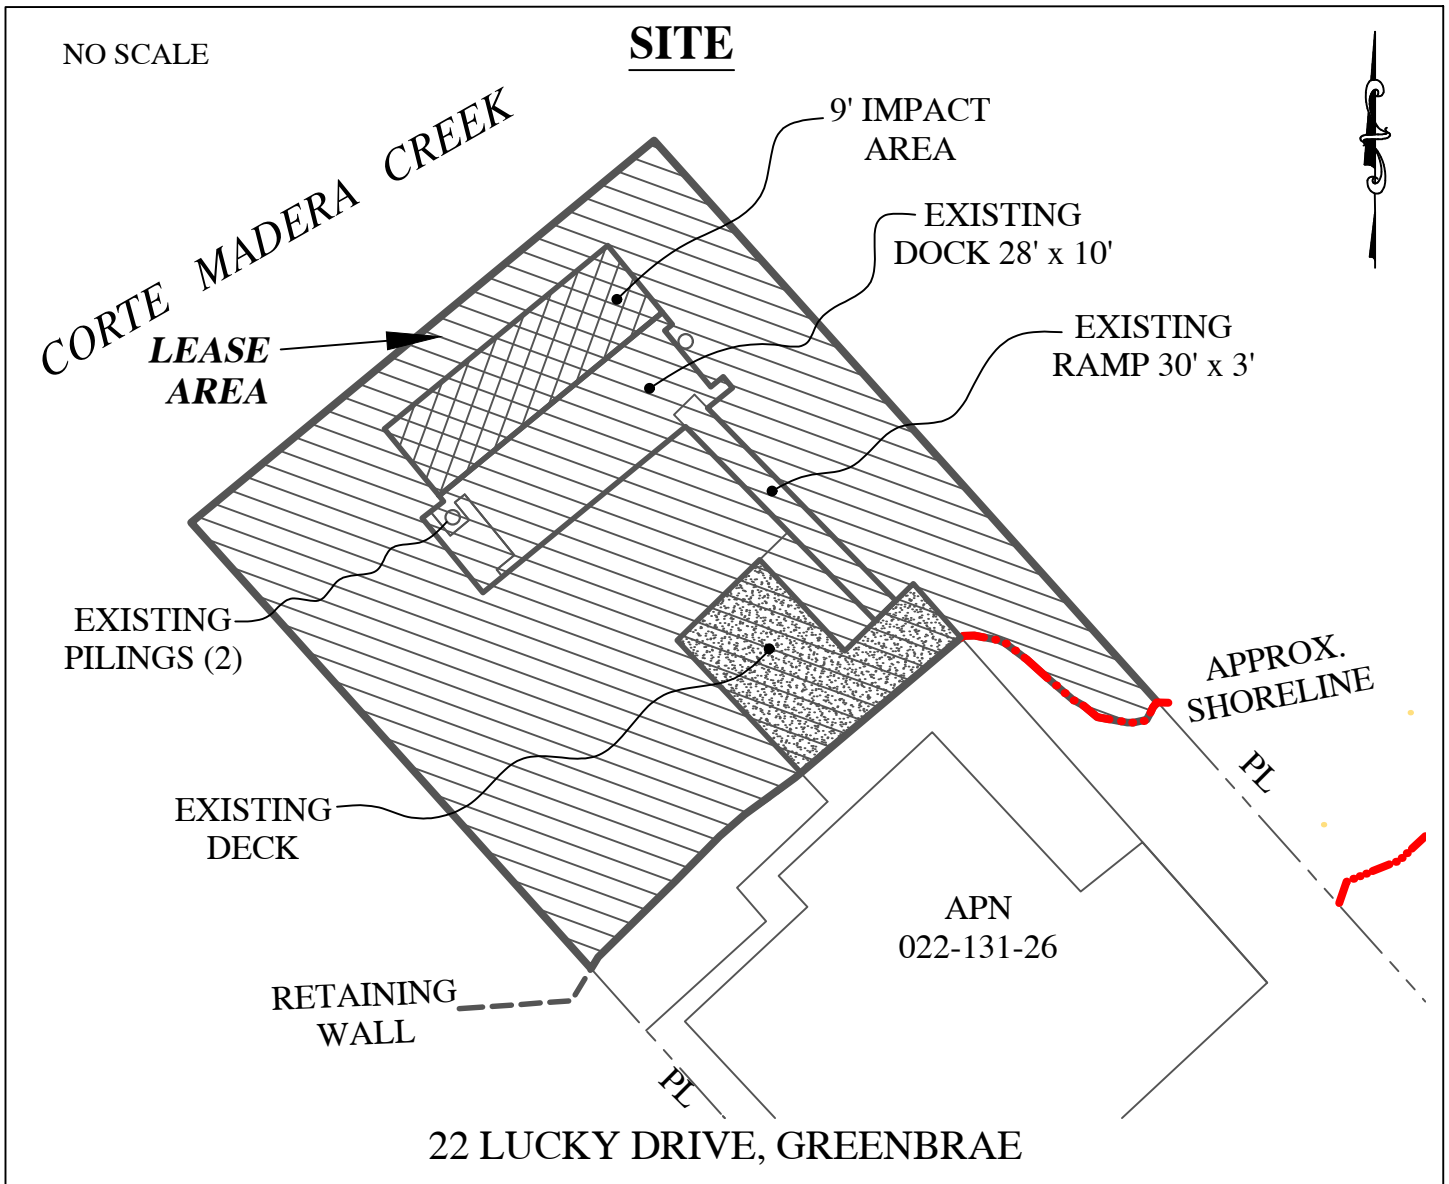 NO SCALE
SITE
CORTE MADERA CREEK
9' IMPACT
AREA
EXISTING
DOCK 28' x 10'
LEASE
AREA
EXISTING
RAMP 30' x 3'
EXISTING
PILINGS (2)
APPROX.
SHORELINE
PL
EXISTING
DECK
APN
022-131-26
RETAINING
WALL
PL
22 LUCKY DRIVE, GREENBRAE